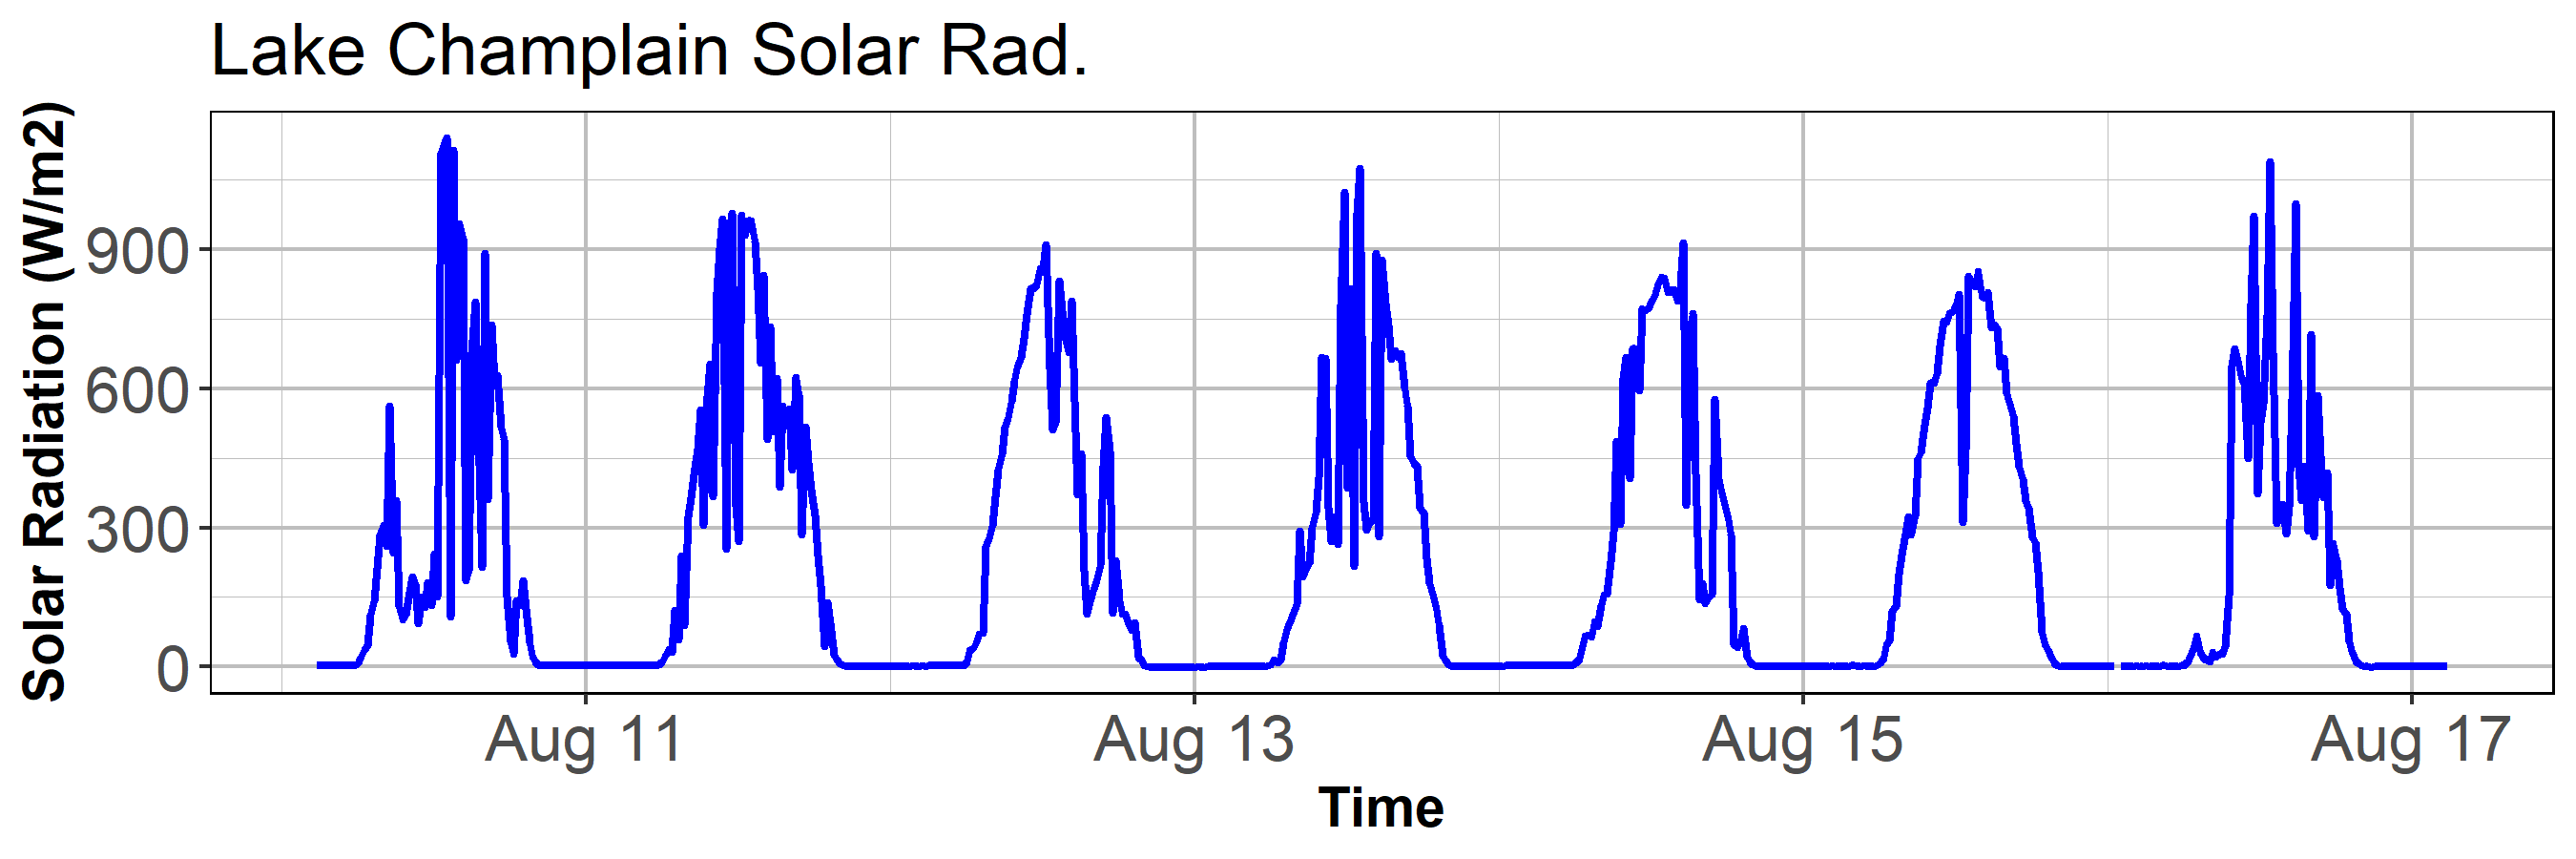 Lake Champlain Solar Rad.
Solar Radiation (W/m2)
900
600
300
0
Aug 11 Aug 13 Aug 15 Aug 17
Time